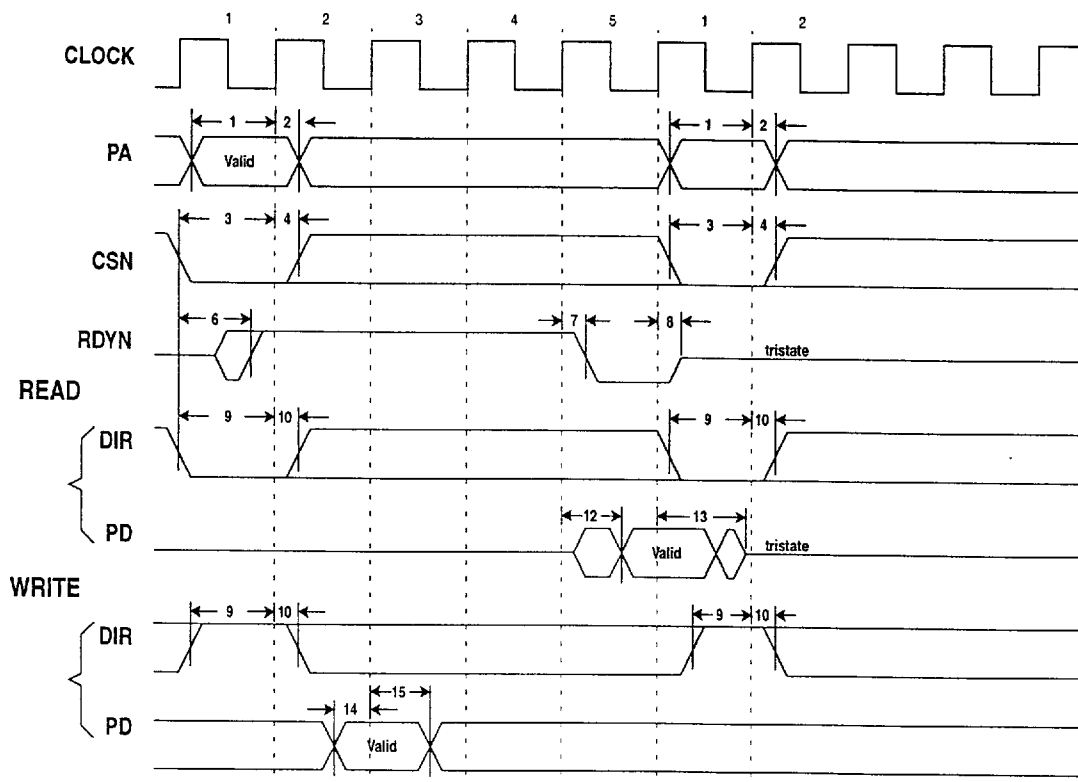 1 2 3 4 5 1 2
CLOCK
1 2 1 2
PA
Valid
3 4 3 4
CSN
6 7 8
RDYN
tristate
READ
9 10 9 10
DIR
12 13
PD
Valid
tristate
WRITE
9 10 9 10
DIR
15
14
PD
Valid